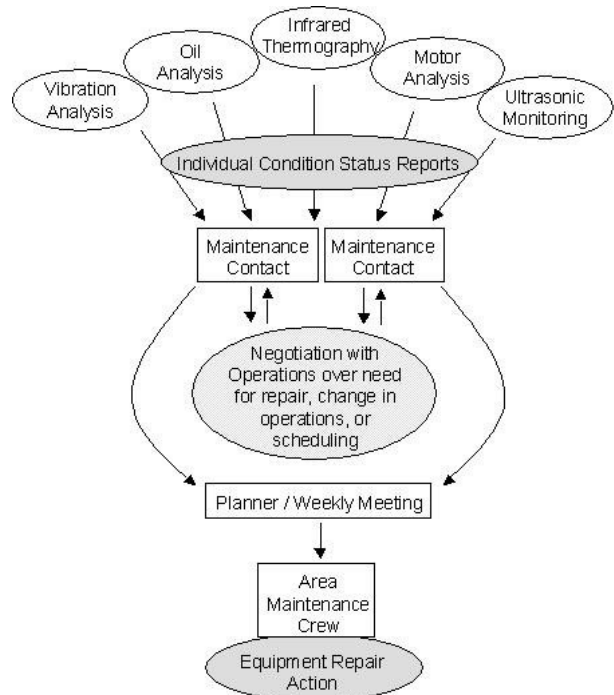 Infrared
Thermography
Oil
Analysis
Motor
Analysis
Vibration
Analysis
Ultrasonic
Monitoring
Individual Condition Status Reports
Maintenance
Contact
Maintenance
Contact
Negotiation with
Operations over need
for repair, change in
operations, or
scheduling
Planner / Weekly Meeting
Area
Maintenance
Crew
Equipment Repair
Action